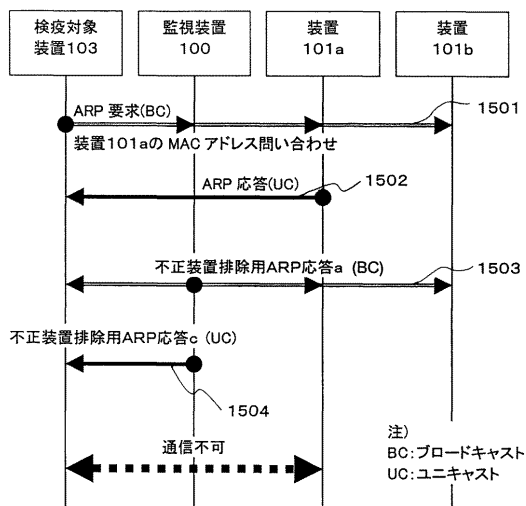 検疫対象
装置103
監視装置
100
装置
101a
装置
101b
ARP 要求(BC)
1501
装置101aの MAC アドレス問い合わせ
ARP 応答(UC)
1502
不正装置排除用ARP応答a (BC)
1503
不正装置排除用ARP応答c (UC)
1504
通信不可
注)
BC:ブロードキャスト
UC:ユニキャスト